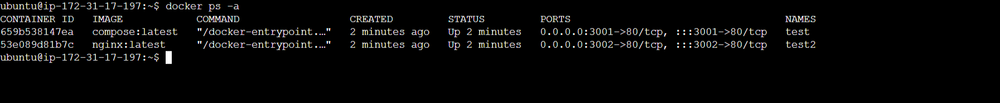 ubuntu@ip-172-31-17-197:~$ docker ps -a
CONTAINER ID   IMAGE            COMMAND                  CREATED         STATUS         PORTS                                   NAMES
659b538147ea   compose:latest   "/docker-entrypoint.…"   2 minutes ago   Up 2 minutes   0.0.0.0:3001->80/tcp, :::3001->80/tcp   test
53e089d81b7c   nginx:latest     "/docker-entrypoint.…"   2 minutes ago   Up 2 minutes   0.0.0.0:3002->80/tcp, :::3002->80/tcp   test2
ubuntu@ip-172-31-17-197:~$